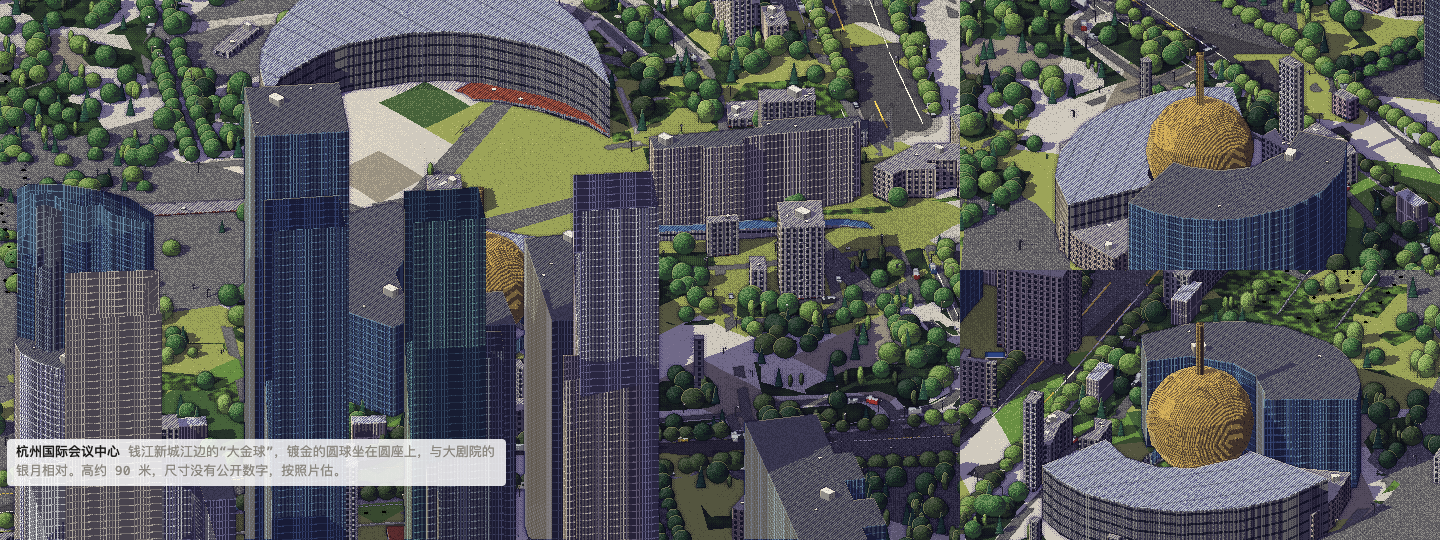 杭州国际会议中心 钱江新城江边的“大金球”，镀金的圆球坐在圆座上，与大剧院的
银月相对。高约 90 米，尺寸没有公开数字，按照片估。